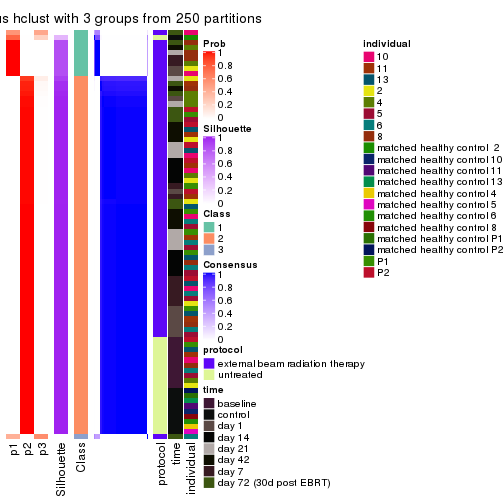 us hclust with 3 groups from 250 partitions
Prob
1
0.8
0.6
0.4
0.2
0
Silhouette
1
0.8
0.6
0.4
0.2
0
Class
1
2
3
Consensus
1
0.8
0.6
0.4
0.2
0
protocol
external beam radiation therapy
untreated
time
baseline
control
day 1
day 14
day 21
day 42
day 7
day 72 (30d post EBRT)
individual
10
11
13
2
4
5
6
8
matched healthy control 2
matched healthy control 10
matched healthy control 11
matched healthy control 13
matched healthy control 4
matched healthy control 5
matched healthy control 6
matched healthy control 8
matched healthy control P1
matched healthy control P2
P1
P2
p1
p2
p3
Silhouette
Class
protocol
time
individual